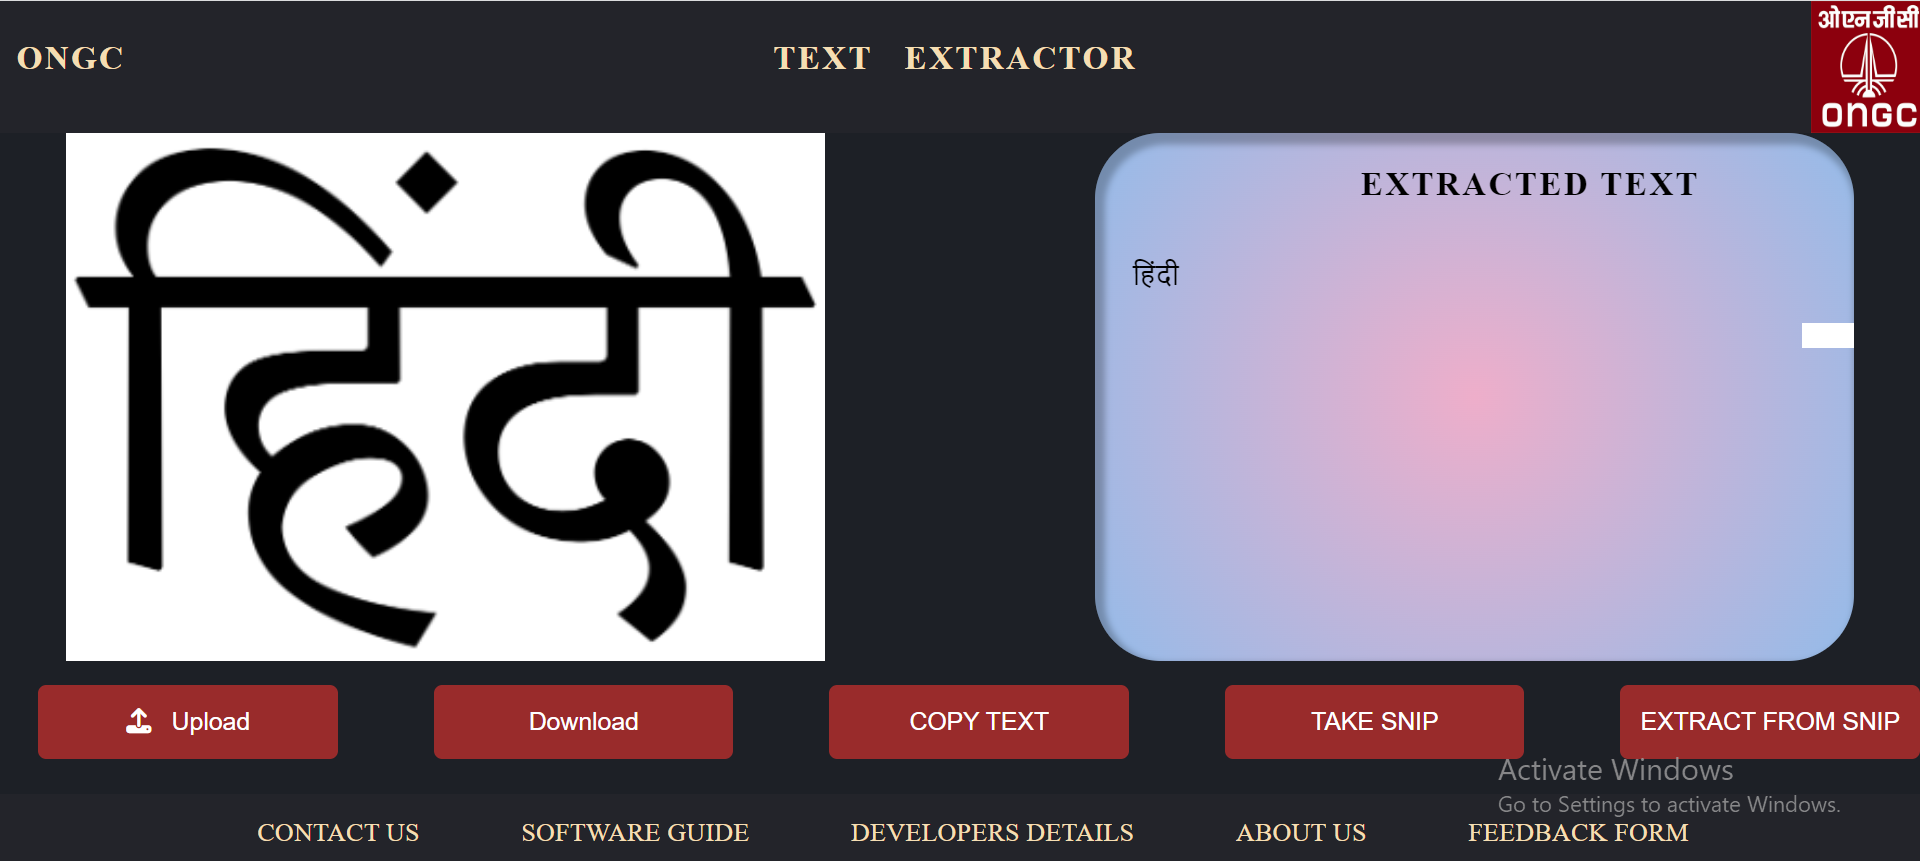 ONGC
TEXT EXTRACTOR
ओएनजीसी
ongc
हिंदी
EXTRACTED TEXT
हिंदी
Upload
Download
COPY TEXT
TAKE SNIP
EXTRACT FROM SNIP
Activate Windows
Go to Settings to activate Windows.
CONTACT US
SOFTWARE GUIDE
DEVELOPERS DETAILS
ABOUT US
FEEDBACK FORM